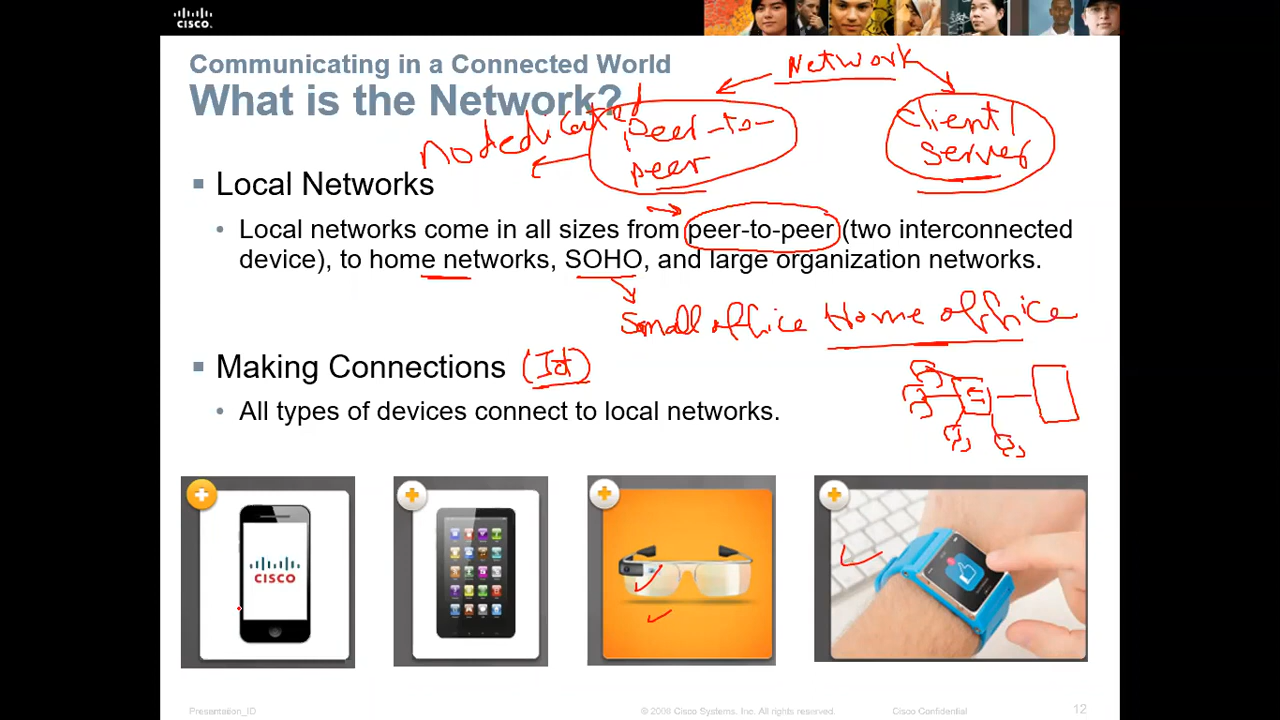 CISCO.
Communicating in a Connected World
Network
What is the Network?
No dedicated
peer-to-
peer
client/
server
▪ Local Networks
• Local networks come in all sizes from peer-to-peer (two interconnected
device), to home networks, SOHO, and large organization networks.
Small office Home office
▪ Making Connections
• All types of devices connect to local networks.
CISCO
Presentation_ID
© 2008 Cisco Systems, Inc. All rights reserved.
Cisco Confidential
12